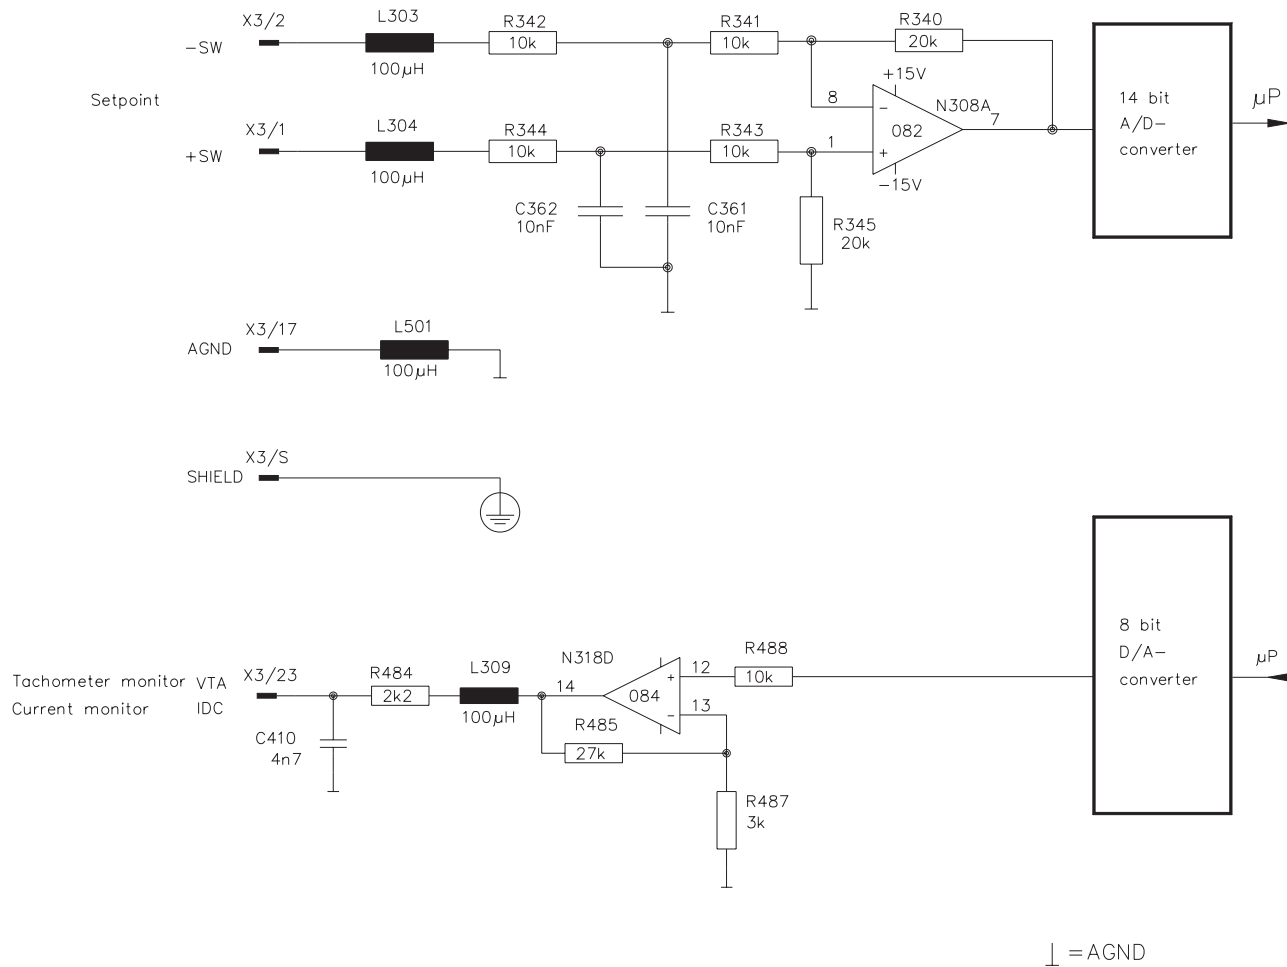 X3/2
L303
R342
R341
R340
-SW
10k
10k
20k
100µH
+15V
Setpoint
8
N308A
14 bit
µP
X3/1
L304
R344
R343
1
-
082
7
A/D-
+SW
10k
10k
+
converter
100µH
-15V
C362
10nF
C361
10nF
R345
20k
X3/17
L501
AGND
100µH
X3/S
SHIELD
8 bit
D/A-
converter
µP
N318D
R488
12
10k
Tachometer monitor VTA
Current monitor IDC
X3/23
R484
L309
14
084
+
-
13
2k2
100µH
R485
27k
C410
4n7
R487
3k
⊥ = AGND